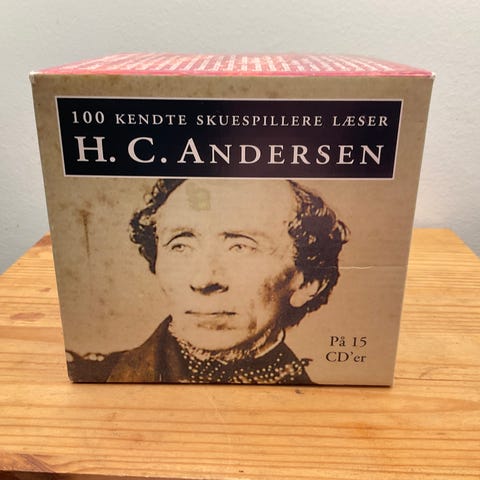 100 KENDTE SKUESPILLERE LÆSER
H. C. ANDERSEN
På 15
CD'er